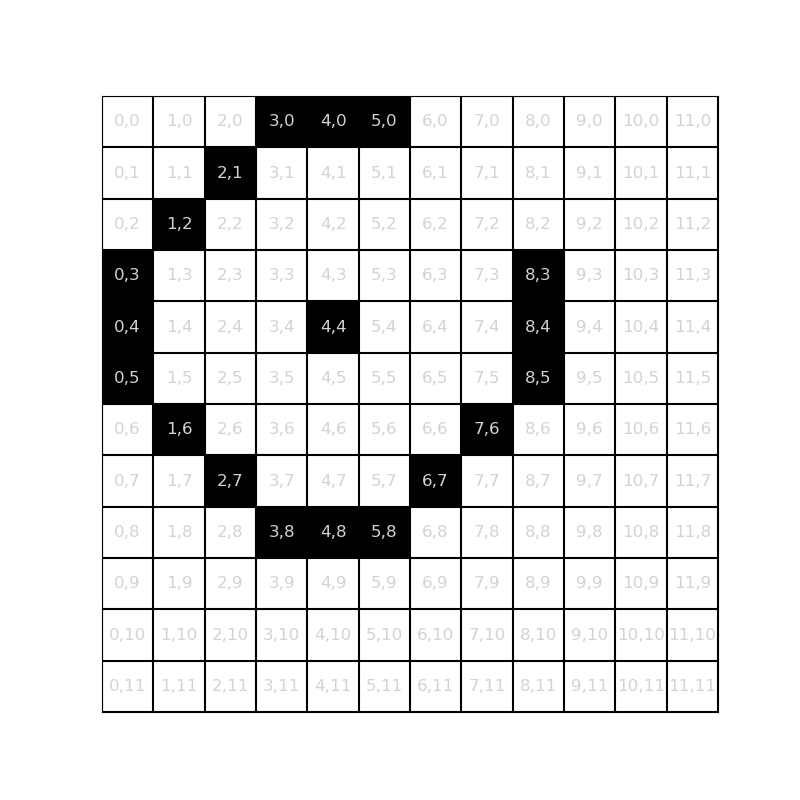 0,0 1,0 2,0 3,0 4,0 5,0 6,0 7,0 8,0 9,0 10,0 11,0
0,1 1,1 2,1 3,1 4,1 5,1 6,1 7,1 8,1 9,1 10,1 11,1
0,2 1,2 2,2 3,2 4,2 5,2 6,2 7,2 8,2 9,2 10,2 11,2
0,3 1,3 2,3 3,3 4,3 5,3 6,3 7,3 8,3 9,3 10,3 11,3
0,4 1,4 2,4 3,4 4,4 5,4 6,4 7,4 8,4 9,4 10,4 11,4
0,5 1,5 2,5 3,5 4,5 5,5 6,5 7,5 8,5 9,5 10,5 11,5
0,6 1,6 2,6 3,6 4,6 5,6 6,6 7,6 8,6 9,6 10,6 11,6
0,7 1,7 2,7 3,7 4,7 5,7 6,7 7,7 8,7 9,7 10,7 11,7
0,8 1,8 2,8 3,8 4,8 5,8 6,8 7,8 8,8 9,8 10,8 11,8
0,9 1,9 2,9 3,9 4,9 5,9 6,9 7,9 8,9 9,9 10,9 11,9
0,10 1,10 2,10 3,10 4,10 5,10 6,10 7,10 8,10 9,10 10,10 11,10
0,11 1,11 2,11 3,11 4,11 5,11 6,11 7,11 8,11 9,11 10,11 11,11